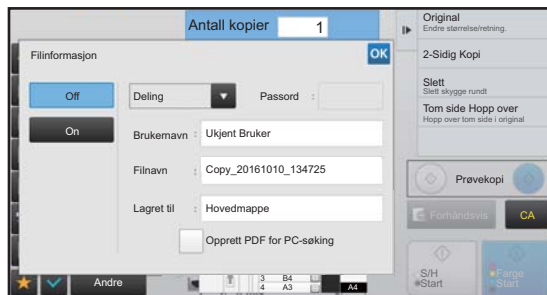 Antall kopier 1
Filinformasjon
OK
Off
On
Deling
Passord :
Brukernavn : Ukjent Bruker
Filnavn : Copy_20161010_134725
Lagret til : Hovedmappe
Opprett PDF for PC-søking
Andre
3 B4
4 A3
A4
Original
Endre størrelse/retning.
2-Sidig Kopi
Slett
Slett skygge rundt
Tom side Hopp over
Hopp over tom side i original
Prøvekopi
Forhåndsvis
CA
S/H
Start
Farge
Start